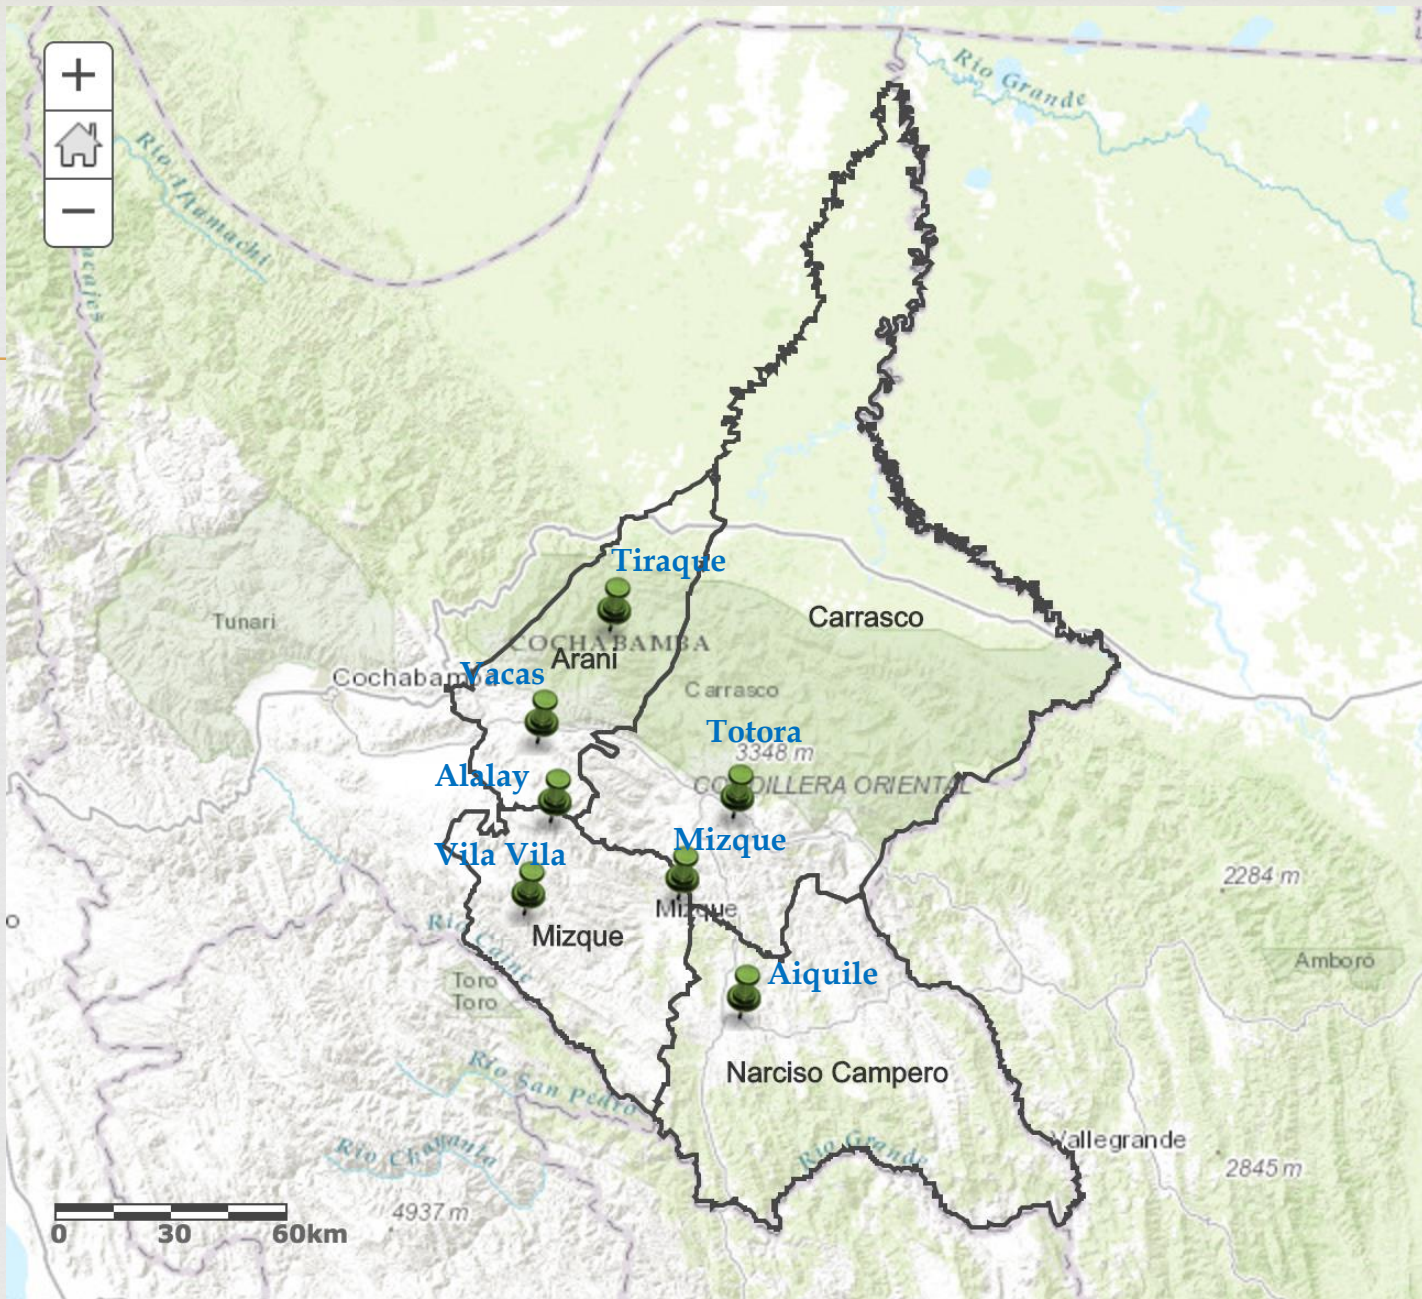 +
−
Rio Grande
Rio Altamachi
Tiraque
Carrasco
Tunari
COCHABAMBA
Arani
Cochabamba
Vacas
Carrasco
Totora
3348 m
Alalay
CORDILLERA ORIENTAL
Mizque
Vila Vila
2284 m
Mizque
o
Rio Caine
Mizque
Amboro
Aiquile
Toro
Toro
Narciso Campero
Rio San Pedro
Rio Chayanta
Rio Grande
Vallegrande
2845 m
4937 m
0 30 60km